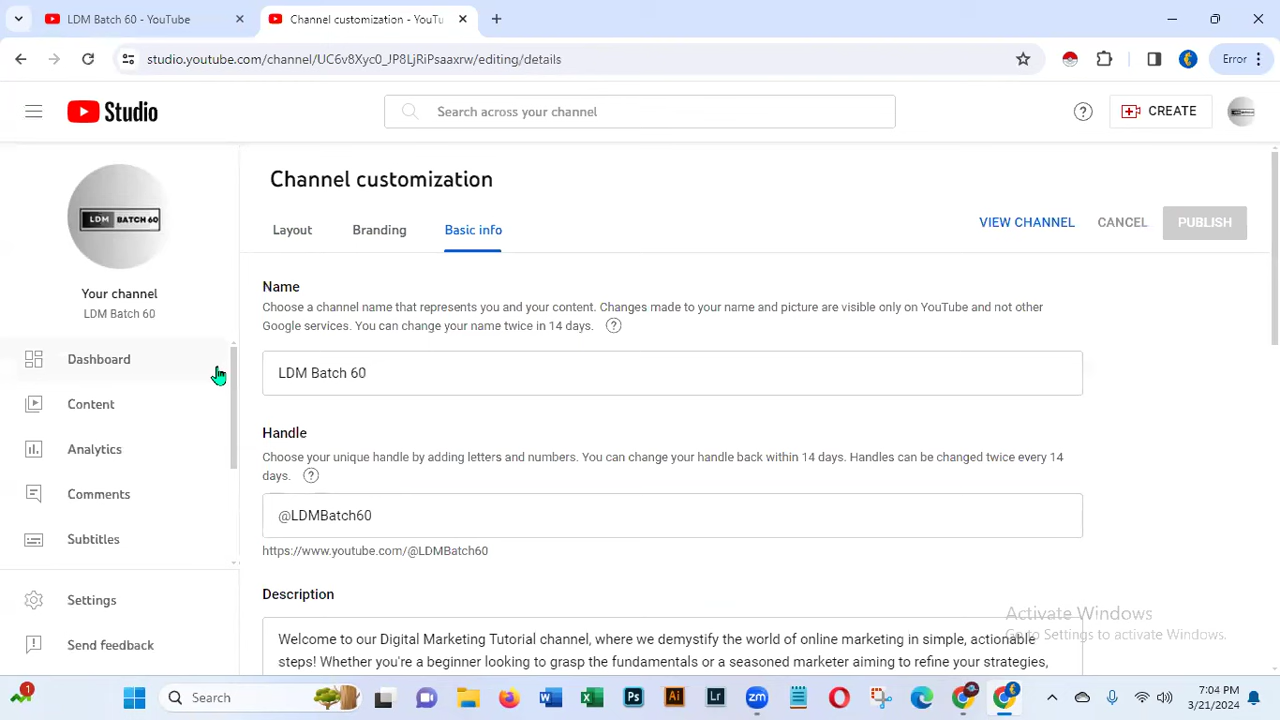 LDM Batch 60 - YouTube
Channel customization - YouTu
studio.youtube.com/channel/UC6v8Xyc0_JP8LjRiPsaaxrw/editing/details
Error
Studio
Search across your channel
CREATE
LDM BATCH 60
Your channel
LDM Batch 60
Dashboard
Content
Analytics
Comments
Subtitles
Settings
Send feedback
Channel customization
Layout
Branding
Basic info
VIEW CHANNEL
CANCEL
PUBLISH
Name
Choose a channel name that represents you and your content. Changes made to your name and picture are visible only on YouTube and not other
Google services. You can change your name twice in 14 days.
LDM Batch 60
Handle
Choose your unique handle by adding letters and numbers. You can change your handle back within 14 days. Handles can be changed twice every 14
days.
@LDMBatch60
https://www.youtube.com/@LDMBatch60
Description
Welcome to our Digital Marketing Tutorial channel, where we demystify the world of online marketing in simple, actionable
steps! Whether you're a beginner looking to grasp the fundamentals or a seasoned marketer aiming to refine your strategies,
Activate Windows
Go to Settings to activate Windows.
1
Search
7:04 PM
3/21/2024